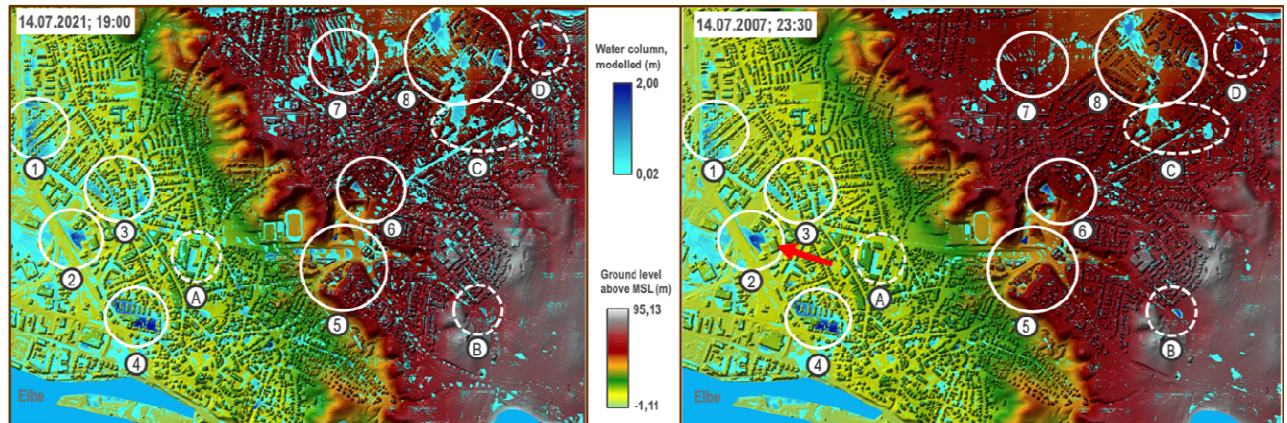 14.07.2021; 19:00
7
8
D
C
1
3
6
2
A
5
B
4
Elbe
Water column,
modelled (m)
2,00
0,02
Ground level
above MSL (m)
95,13
-1,11
14.07.2007; 23:30
7
8
D
C
1
3
6
2
A
5
B
4
Elbe